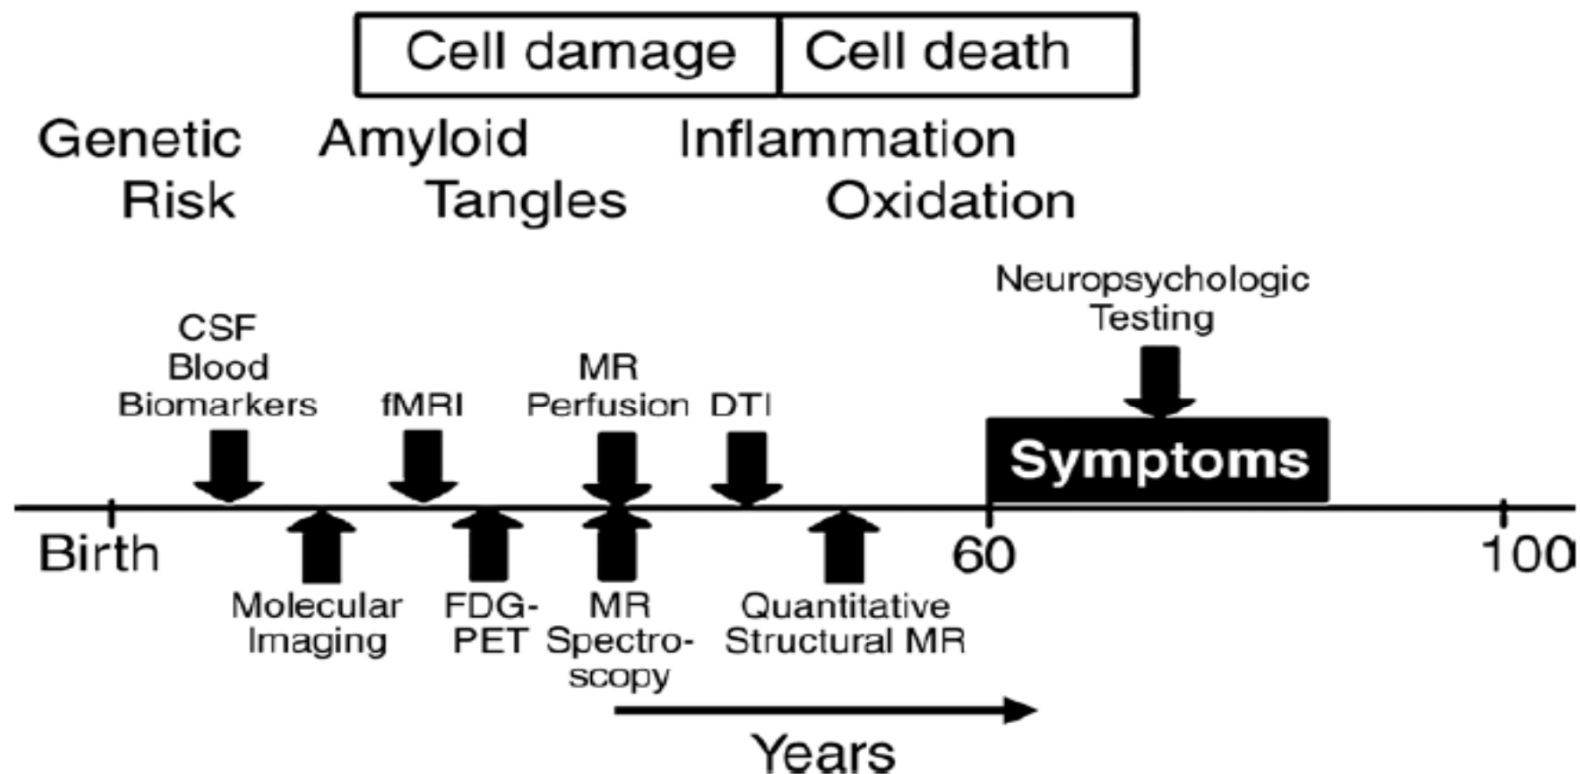 Cell damage
Cell death
Genetic
Risk
Amyloid
Tangles
Inflammation
Oxidation
Neuropsychologic
Testing
CSF
Blood
Biomarkers
fMRI
MR
Perfusion
DTI
Symptoms
Birth
60
100
Molecular
Imaging
FDG-
PET
MR
Spectro-
scopy
Quantitative
Structural MR
Years